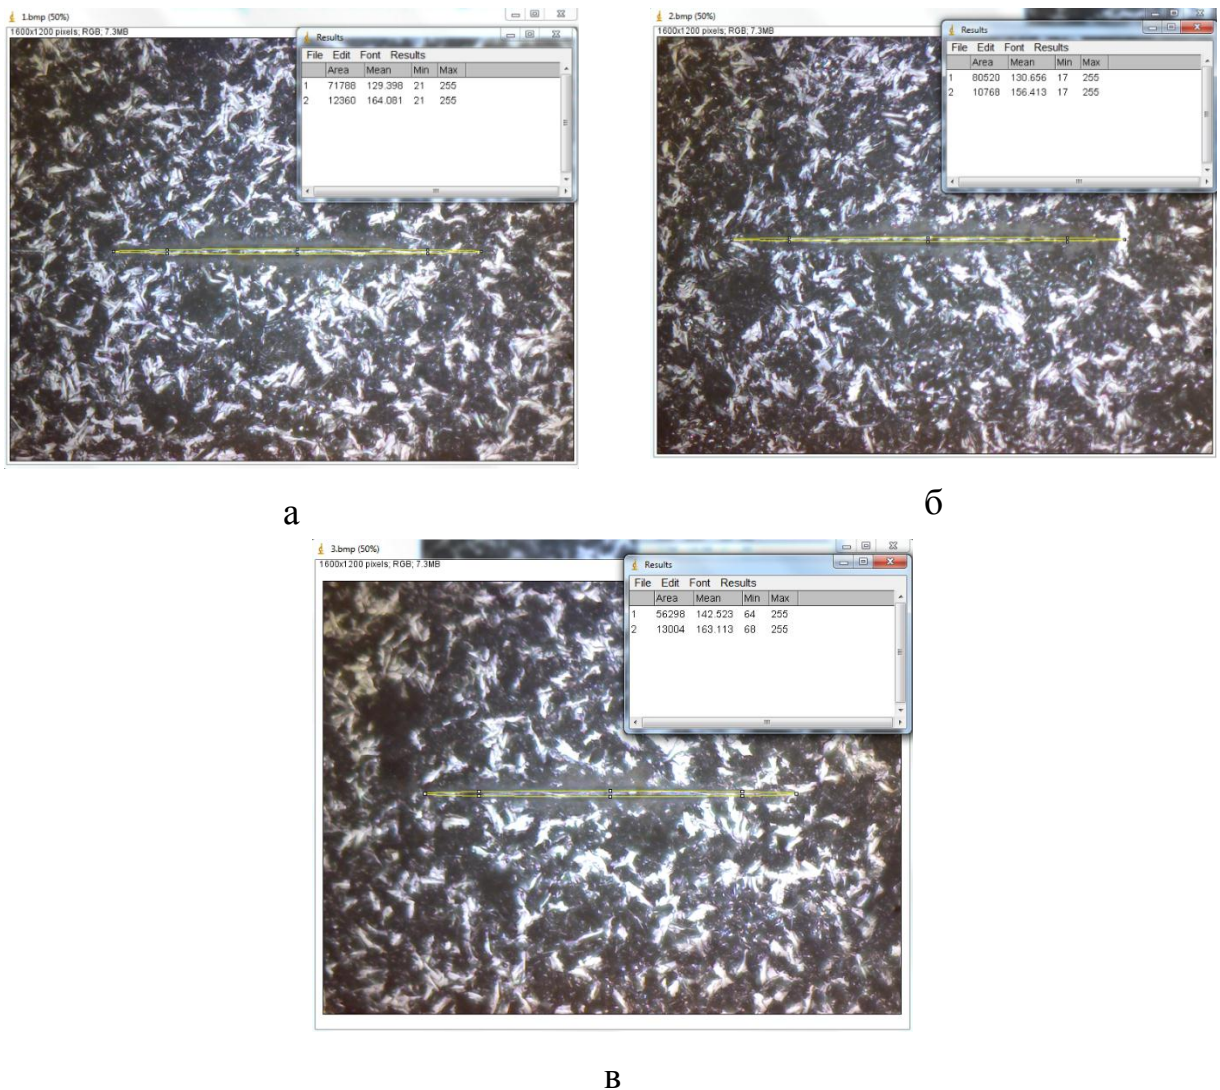 1.bmp (50%)
1600x1200 pixels; RGB; 7.3MB
Results
File Edit Font Results
Area Mean Min Max
1 71788 129.398 21 255
2 12360 164.081 21 255
2.bmp (50%)
1600x1200 pixels; RGB; 7.3MB
Results
File Edit Font Results
Area Mean Min Max
1 80520 130.656 17 255
2 10768 156.413 17 255
а
б
3.bmp (50%)
1600x1200 pixels; RGB; 7.3MB
Results
File Edit Font Results
Area Mean Min Max
1 56298 142.523 64 255
2 13004 163.113 68 255
в